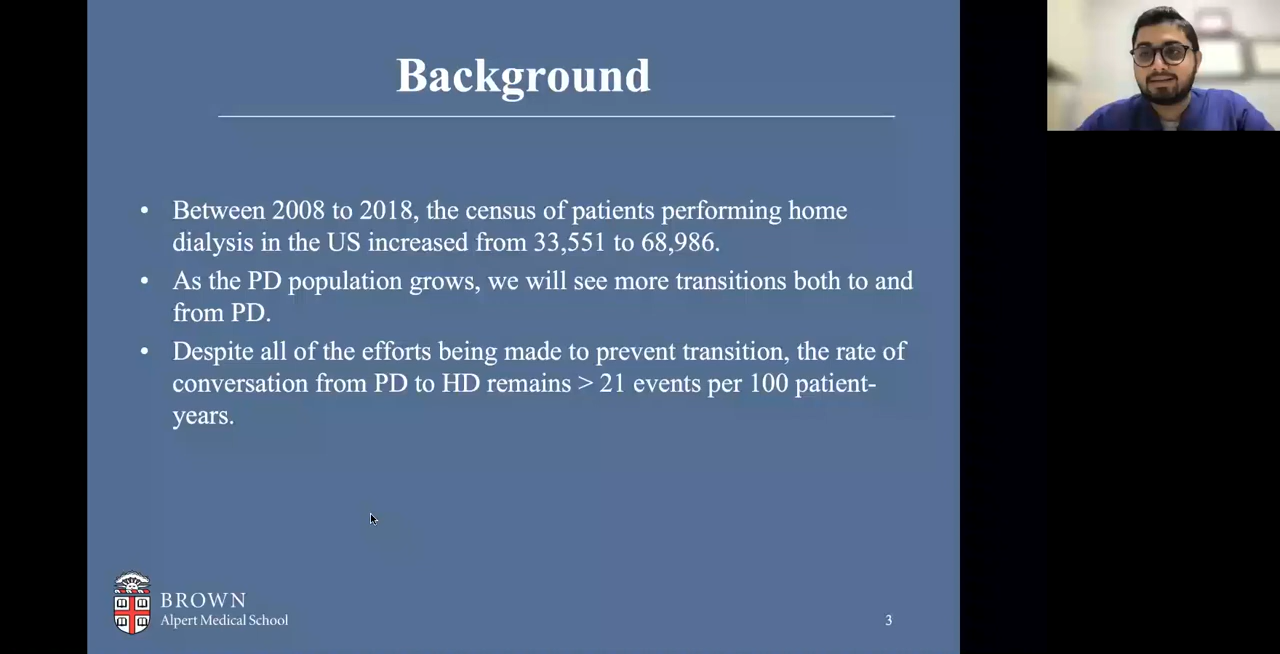 Background
• Between 2008 to 2018, the census of patients performing home
dialysis in the US increased from 33,551 to 68,986.
• As the PD population grows, we will see more transitions both to and
from PD.
• Despite all of the efforts being made to prevent transition, the rate of
conversation from PD to HD remains > 21 events per 100 patient-
years.
BROWN
Alpert Medical School
3